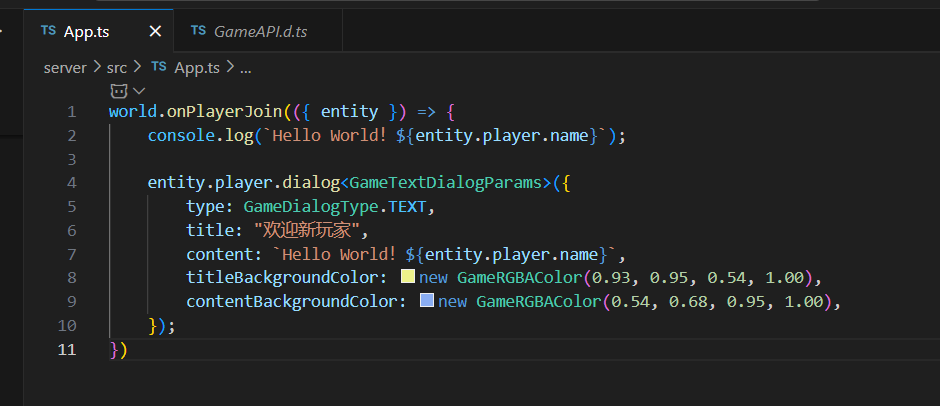 TS App.ts × TS GameAPI.d.ts
server > src > TS App.ts > ...
1 world.onPlayerJoin(({ entity }) => {
2     console.log(`Hello World! ${entity.player.name}`);
3
4     entity.player.dialog<GameTextDialogParams>({
5         type: GameDialogType.TEXT,
6         title: "欢迎新玩家",
7         content: `Hello World! ${entity.player.name}`,
8         titleBackgroundColor: new GameRGBAColor(0.93, 0.95, 0.54, 1.00),
9         contentBackgroundColor: new GameRGBAColor(0.54, 0.68, 0.95, 1.00),
10     });
11 })